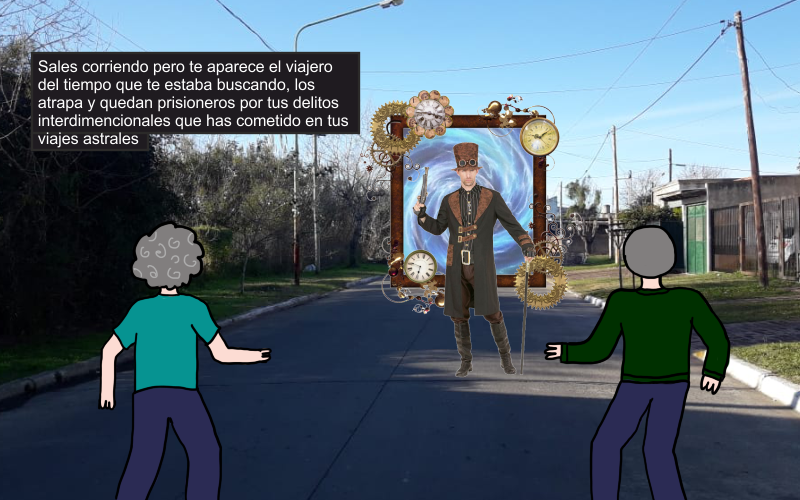 Sales corriendo pero te aparece el viajero
del tiempo que te estaba buscando, los
atrapa y quedan prisioneros por tus delitos
interdimencionales que has cometido en tus
viajes astrales